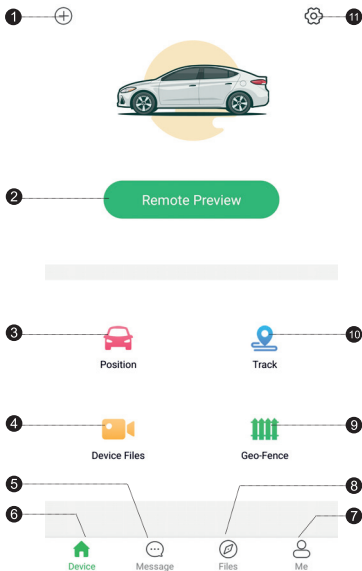 1
11
2 Remote Preview
3
10
Position Track
4
9
Device Files Geo-Fence
5
8
6
7
Device Message Files Me